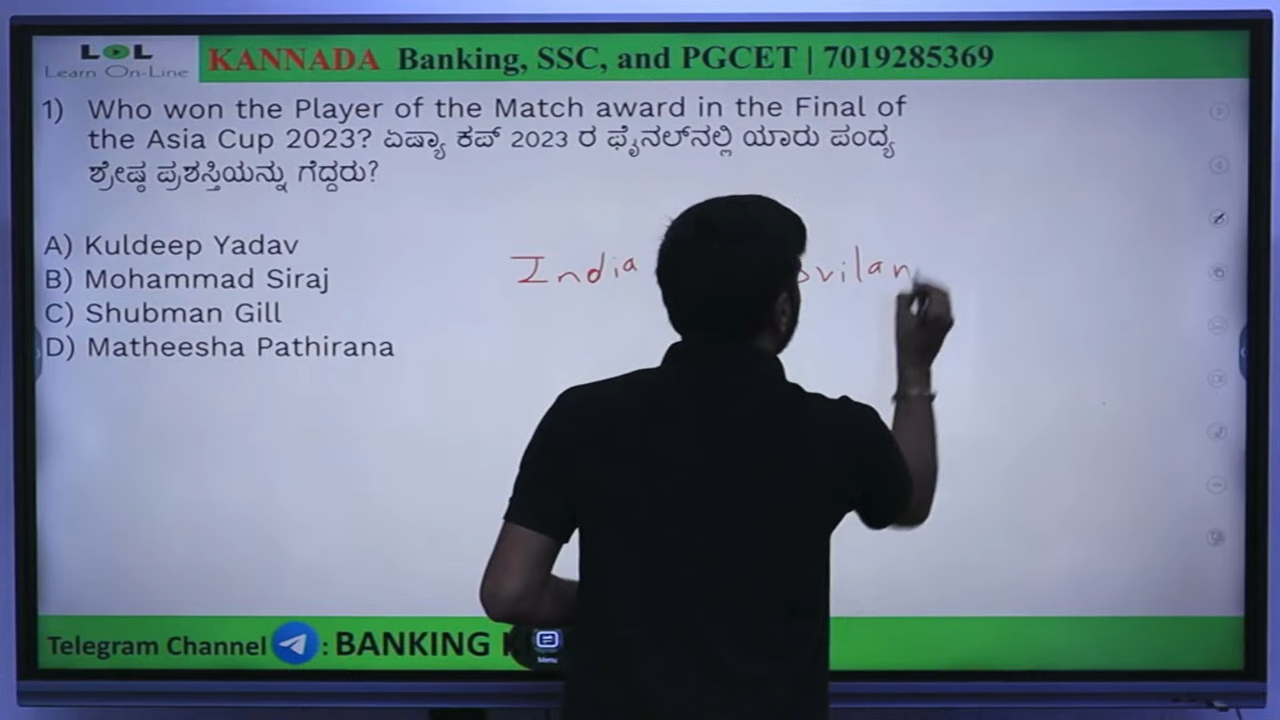 LOL
Learn On-Line
KANNADA Banking, SSC, and PGCET | 7019285369
1) Who won the Player of the Match award in the Final of
the Asia Cup 2023? ಏಷ್ಯಾ ಕಪ್ 2023 ರ ಫೈನಲ್‌ನಲ್ಲಿ ಯಾರು ಪಂದ್ಯ
ಶ್ರೇಷ್ಠ ಪ್ರಶಸ್ತಿಯನ್ನು ಗೆದ್ದರು?
A) Kuldeep Yadav
India
B) Mohammad Siraj
C) Shubman Gill
D) Matheesha Pathirana
Telegram Channel : BANKING
Menu